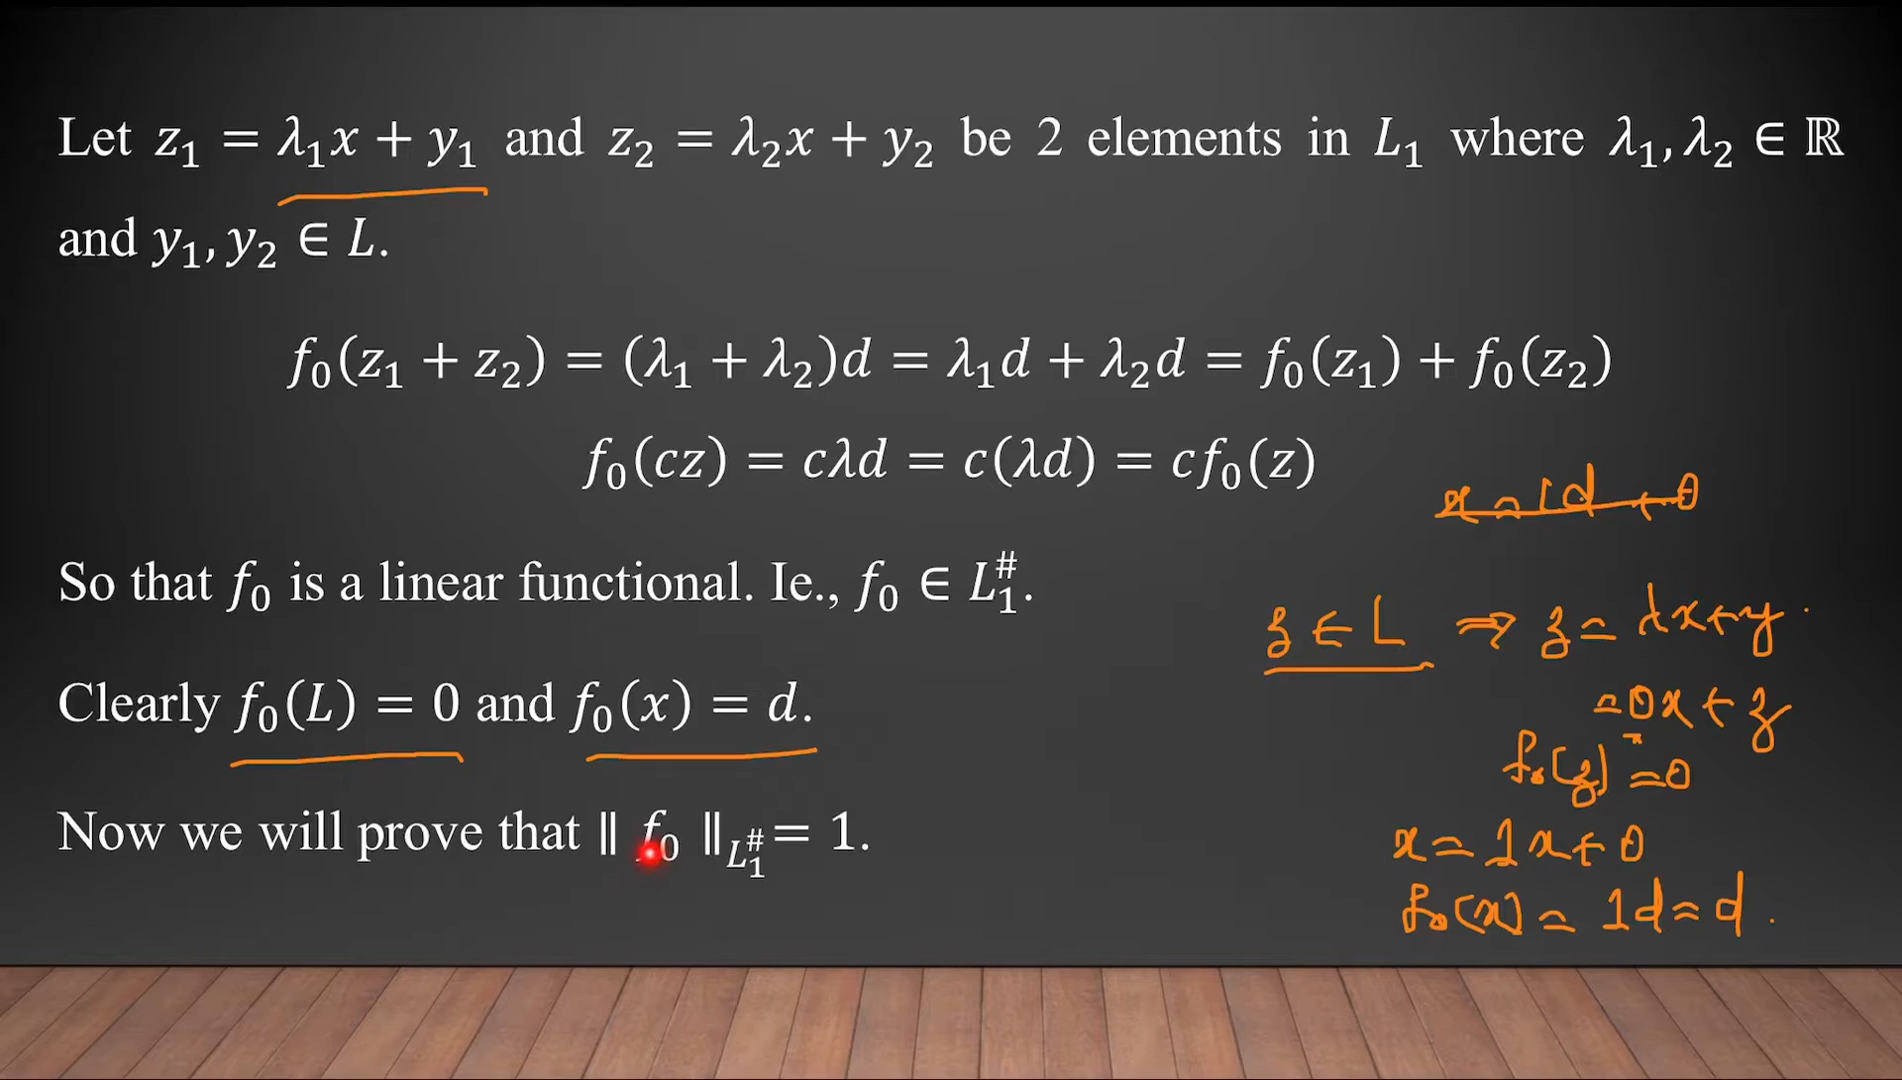 Let z₁ = λ₁x + y₁ and z₂ = λ₂x + y₂ be 2 elements in L₁ where λ₁, λ₂ ∈ ℝ
and y₁, y₂ ∈ L.
f₀(z₁ + z₂) = (λ₁ + λ₂)d = λ₁d + λ₂d = f₀(z₁) + f₀(z₂)
f₀(cz) = cλd = c(λd) = cf₀(z)
x = 1d + 0
So that f₀ is a linear functional. Ie., f₀ ∈ L₁^#.
z ∈ L ⇒ z = λx + y.
Clearly f₀(L) = 0 and f₀(x) = d.
= 0x + z
f₀(z) = 0
Now we will prove that ‖ f₀ ‖_{L₁^#} = 1.
x = 1x + 0
f₀(x) = 1d = d.